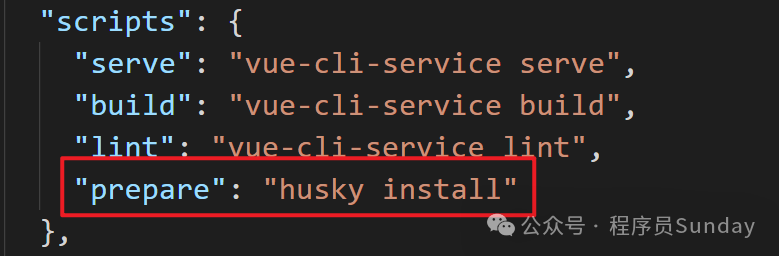 "scripts": {
"serve": "vue-cli-service serve",
"build": "vue-cli-service build",
"lint": "vue-cli-service lint",
"prepare": "husky install"
},
公众号 · 程序员Sunday